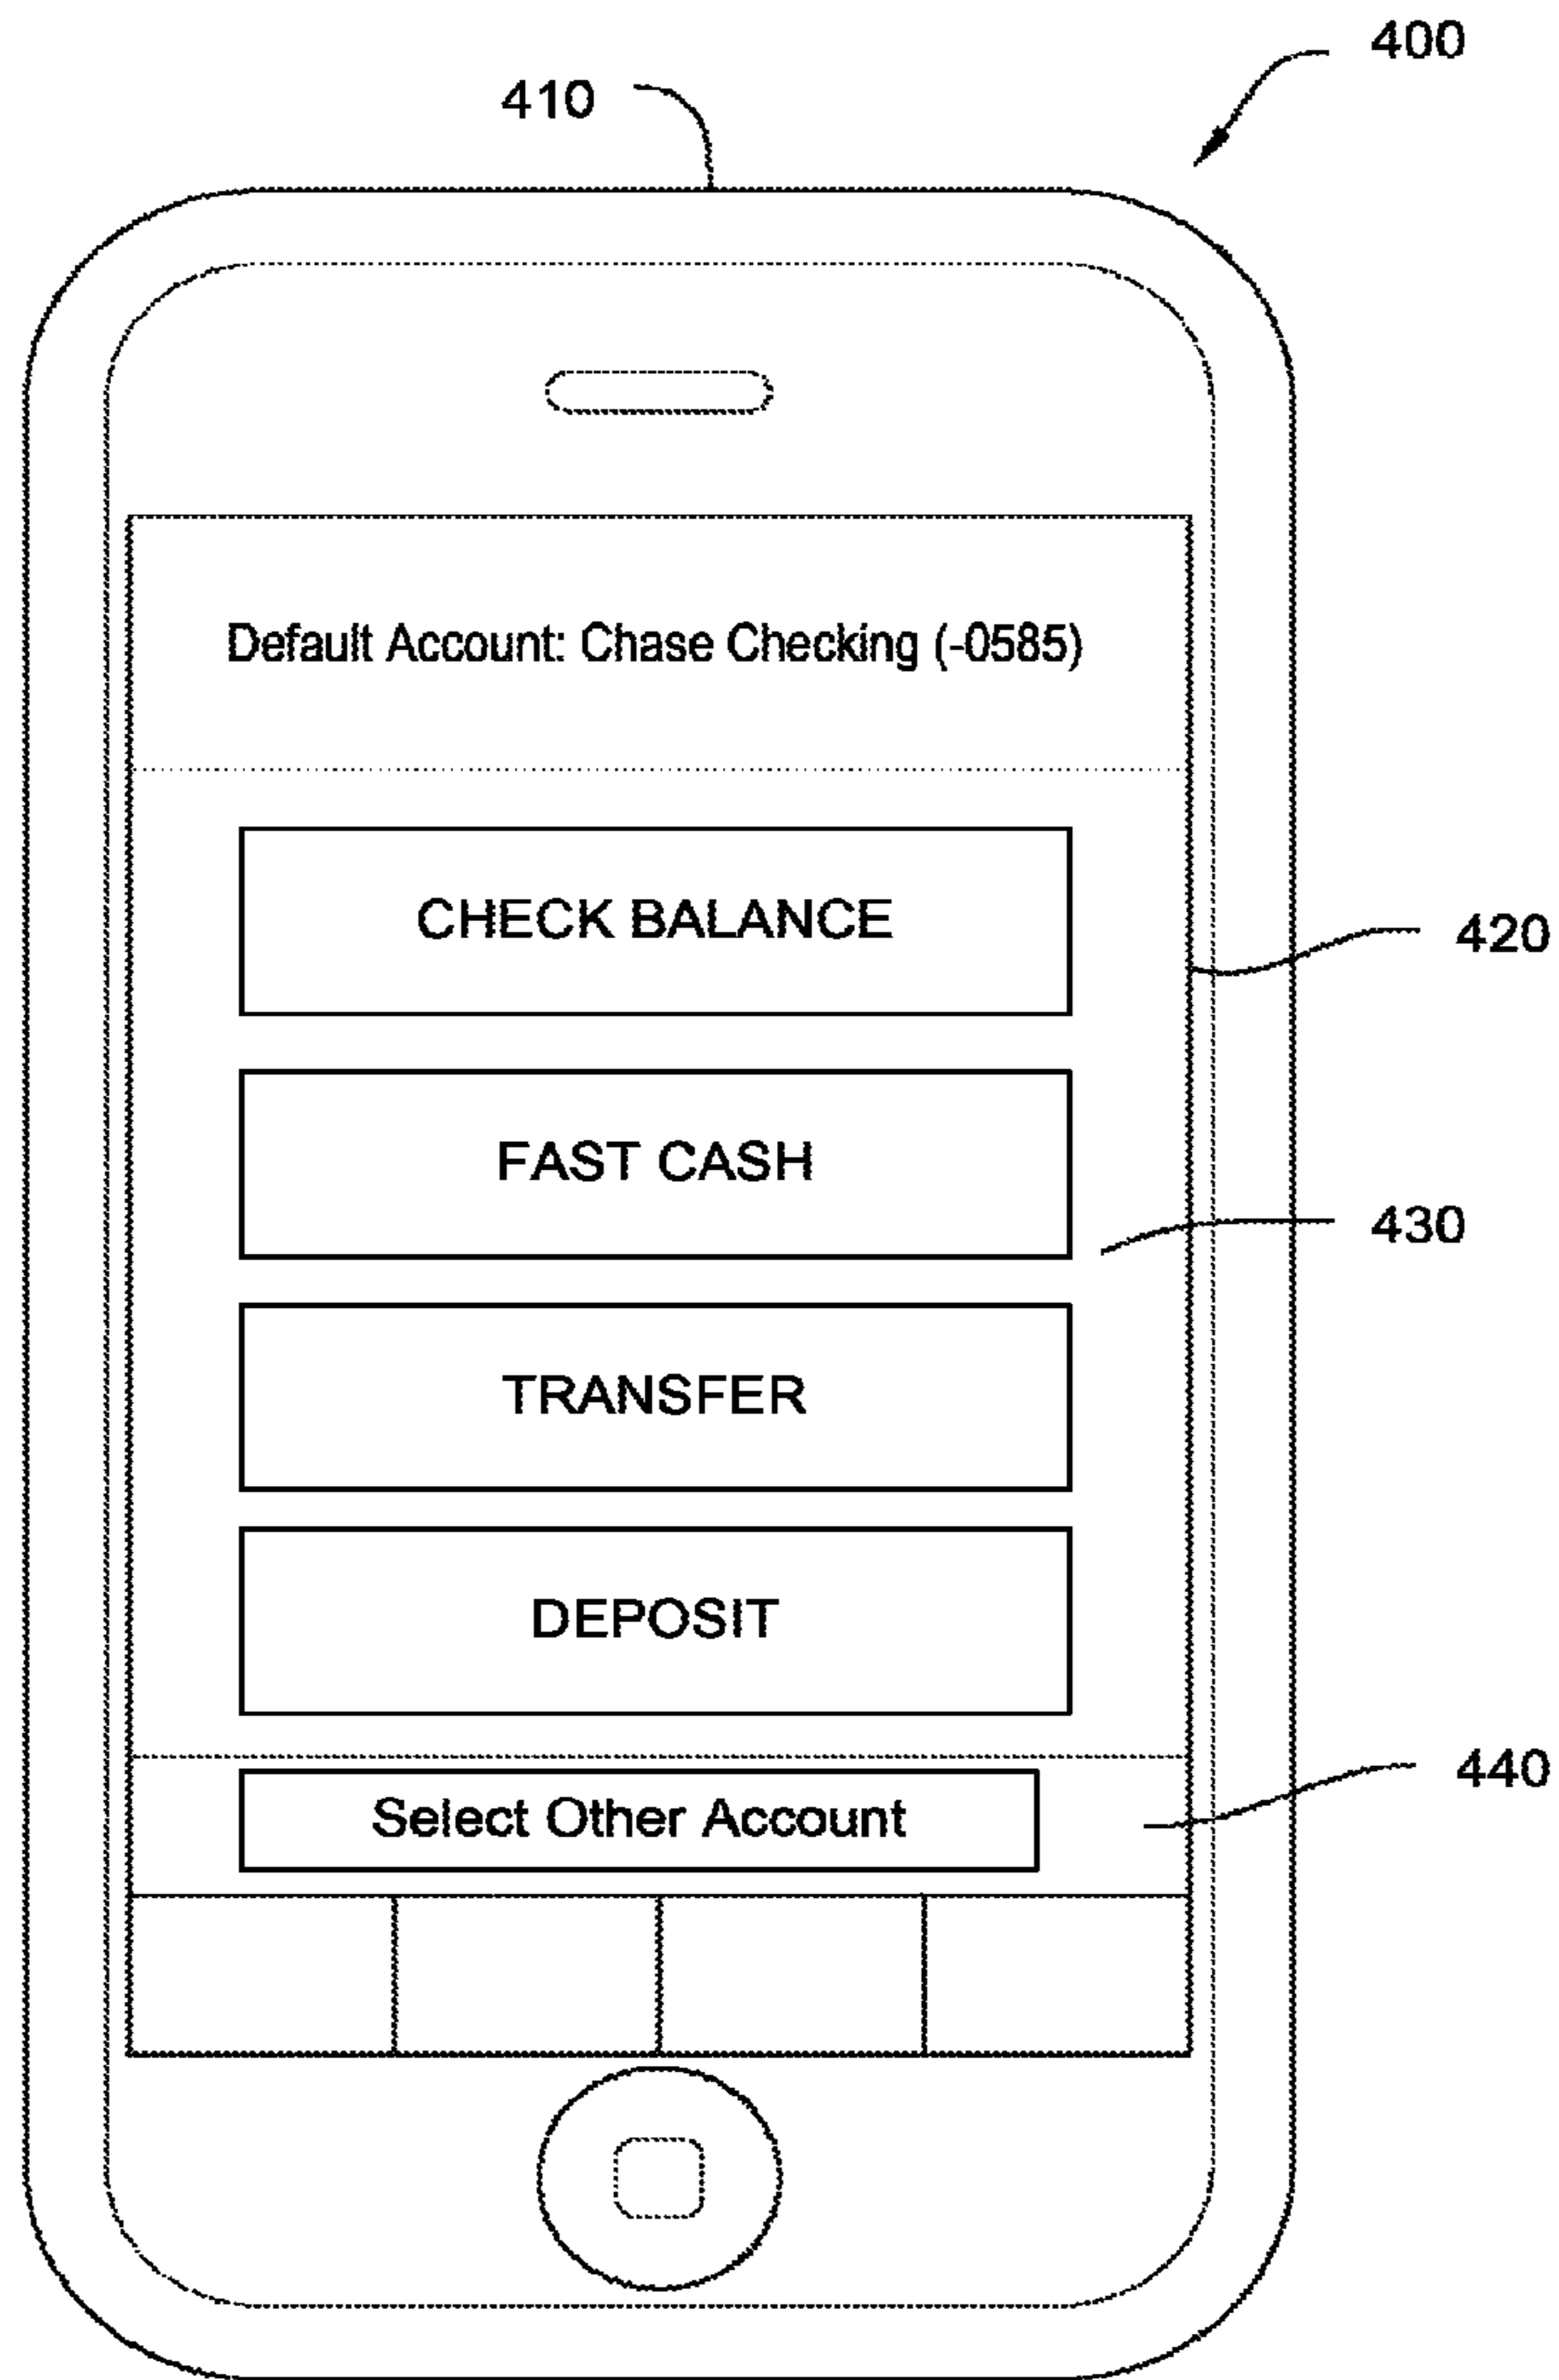 400
410
Default Account: Chase Checking (-0585)
CHECK BALANCE
420
FAST CASH
430
TRANSFER
DEPOSIT
440
Select Other Account